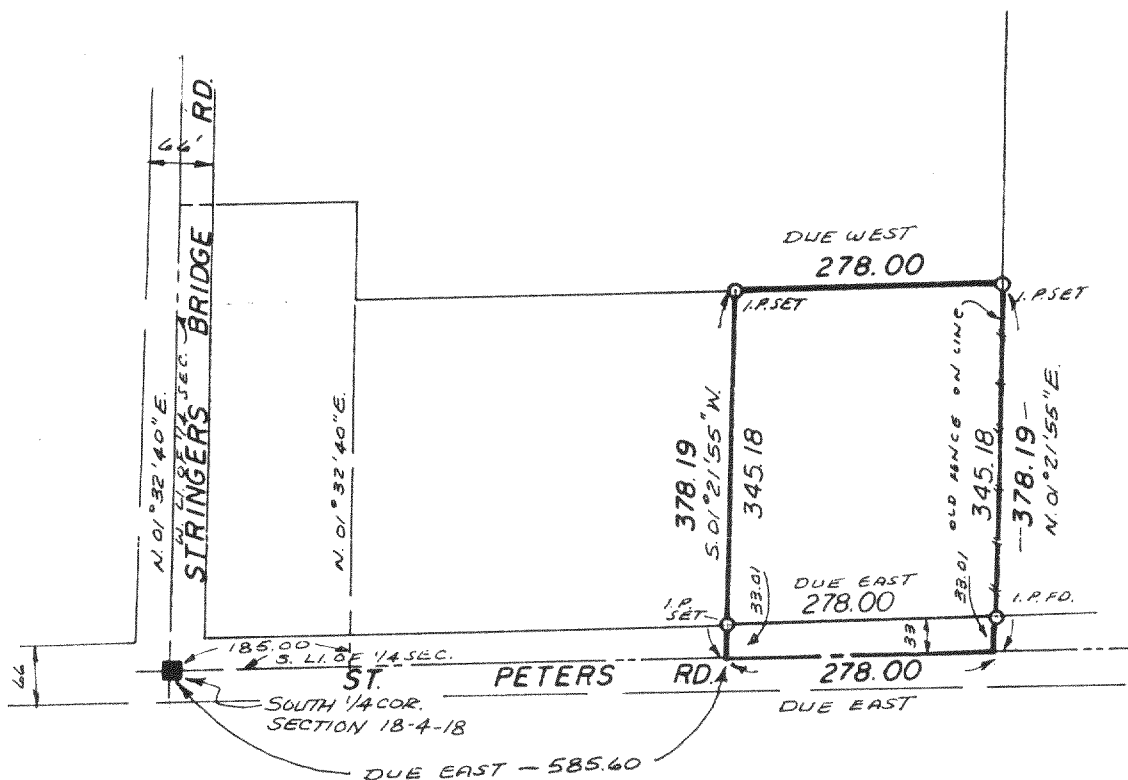 66'
STRINGERS BRIDGE RD.
N. 01° 32' 40" E.
W. LI. OF 1/4 SEC.
N. 01° 32' 40" E.
DUE WEST
278.00
I.P. SET
I.P. SET
378.19
S. 01° 21' 55" W.
345.18
OLD FENCE ON LINE
345.18
—378.19—
N. 01° 21' 55" E.
33.01
DUE EAST
278.00
33.01
I.P. FD.
I.P.
SET
33
66
185.00
S. LI. OF 1/4 SEC.
ST. PETERS RD.
278.00
DUE EAST
SOUTH 1/4 COR.
SECTION 18-4-18
DUE EAST — 585.60